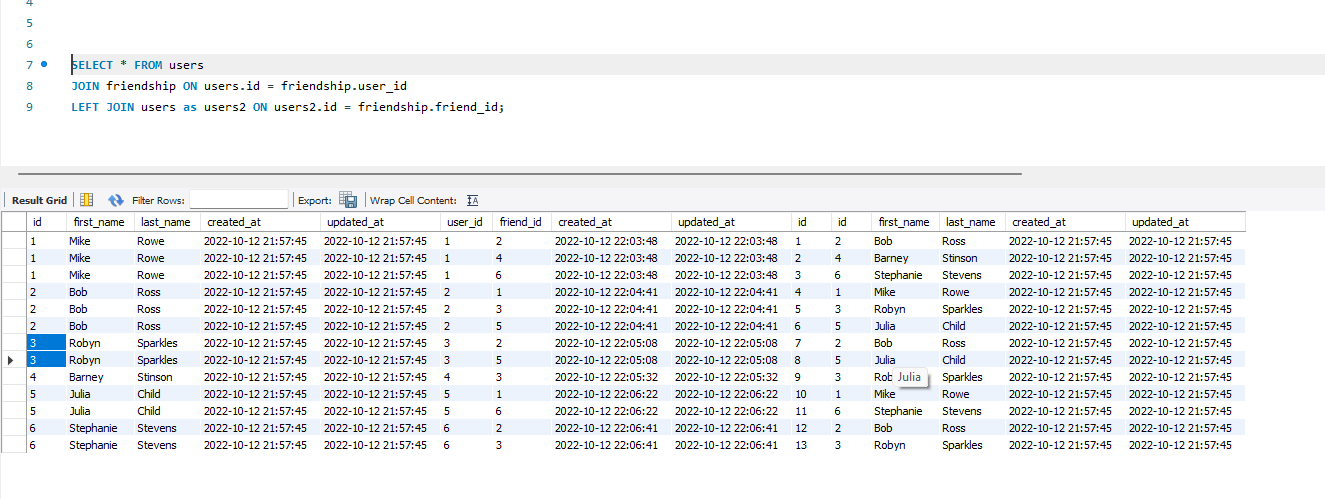 4
5
6
7 SELECT * FROM users
8 JOIN friendship ON users.id = friendship.user_id
9 LEFT JOIN users as users2 ON users2.id = friendship.friend_id;
Result Grid Filter Rows: Export: Wrap Cell Content: IA
id first_name last_name created_at updated_at user_id friend_id created_at updated_at id id first_name last_name created_at updated_at
1 Mike Rowe 2022-10-12 21:57:45 2022-10-12 21:57:45 1 2 2022-10-12 22:03:48 2022-10-12 22:03:48 1 2 Bob Ross 2022-10-12 21:57:45 2022-10-12 21:57:45
1 Mike Rowe 2022-10-12 21:57:45 2022-10-12 21:57:45 1 4 2022-10-12 22:03:48 2022-10-12 22:03:48 2 4 Barney Stinson 2022-10-12 21:57:45 2022-10-12 21:57:45
1 Mike Rowe 2022-10-12 21:57:45 2022-10-12 21:57:45 1 6 2022-10-12 22:03:48 2022-10-12 22:03:48 3 6 Stephanie Stevens 2022-10-12 21:57:45 2022-10-12 21:57:45
2 Bob Ross 2022-10-12 21:57:45 2022-10-12 21:57:45 2 1 2022-10-12 22:04:41 2022-10-12 22:04:41 4 1 Mike Rowe 2022-10-12 21:57:45 2022-10-12 21:57:45
2 Bob Ross 2022-10-12 21:57:45 2022-10-12 21:57:45 2 3 2022-10-12 22:04:41 2022-10-12 22:04:41 5 3 Robyn Sparkles 2022-10-12 21:57:45 2022-10-12 21:57:45
2 Bob Ross 2022-10-12 21:57:45 2022-10-12 21:57:45 2 5 2022-10-12 22:04:41 2022-10-12 22:04:41 6 5 Julia Child 2022-10-12 21:57:45 2022-10-12 21:57:45
3 Robyn Sparkles 2022-10-12 21:57:45 2022-10-12 21:57:45 3 2 2022-10-12 22:05:08 2022-10-12 22:05:08 7 2 Bob Ross 2022-10-12 21:57:45 2022-10-12 21:57:45
3 Robyn Sparkles 2022-10-12 21:57:45 2022-10-12 21:57:45 3 5 2022-10-12 22:05:08 2022-10-12 22:05:08 8 5 Julia Child 2022-10-12 21:57:45 2022-10-12 21:57:45
4 Barney Stinson 2022-10-12 21:57:45 2022-10-12 21:57:45 4 3 2022-10-12 22:05:32 2022-10-12 22:05:32 9 3 Rob Julia Sparkles 2022-10-12 21:57:45 2022-10-12 21:57:45
5 Julia Child 2022-10-12 21:57:45 2022-10-12 21:57:45 5 1 2022-10-12 22:06:22 2022-10-12 22:06:22 10 1 Mike Rowe 2022-10-12 21:57:45 2022-10-12 21:57:45
5 Julia Child 2022-10-12 21:57:45 2022-10-12 21:57:45 5 6 2022-10-12 22:06:22 2022-10-12 22:06:22 11 6 Stephanie Stevens 2022-10-12 21:57:45 2022-10-12 21:57:45
6 Stephanie Stevens 2022-10-12 21:57:45 2022-10-12 21:57:45 6 2 2022-10-12 22:06:41 2022-10-12 22:06:41 12 2 Bob Ross 2022-10-12 21:57:45 2022-10-12 21:57:45
6 Stephanie Stevens 2022-10-12 21:57:45 2022-10-12 21:57:45 6 3 2022-10-12 22:06:41 2022-10-12 22:06:41 13 3 Robyn Sparkles 2022-10-12 21:57:45 2022-10-12 21:57:45